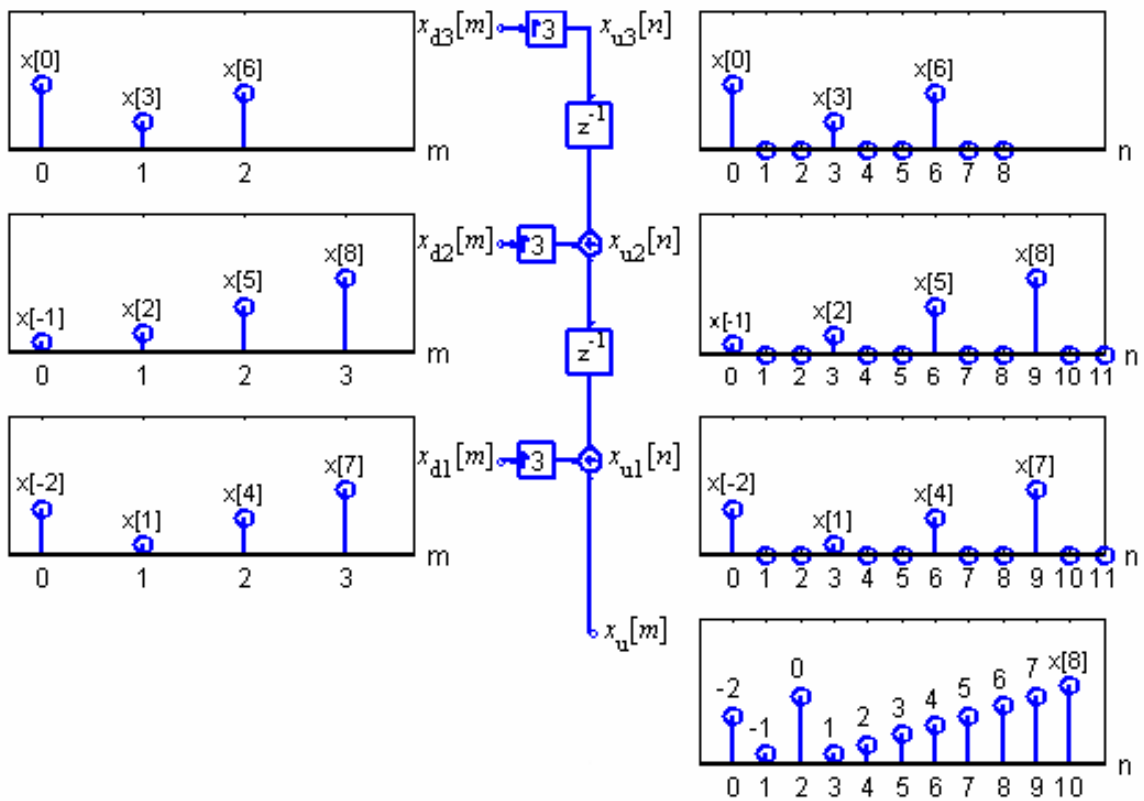 x[0]
x[3]
x[6]
0 1 2 m
x_d3[m] ↾3 x_u3[n]
z^-1
x[0]
x[3]
x[6]
0 1 2 3 4 5 6 7 8 n
x[-1]
x[2]
x[5]
x[8]
0 1 2 3 m
x_d2[m] ↾3 x_u2[n]
z^-1
x[-1]
x[2]
x[5]
x[8]
0 1 2 3 4 5 6 7 8 9 10 11 n
x[-2]
x[1]
x[4]
x[7]
0 1 2 3 m
x_d1[m] ↾3 x_u1[n]
x[-2]
x[1]
x[4]
x[7]
0 1 2 3 4 5 6 7 8 9 10 11 n
x_u[m]
-2 -1 0 1 2 3 4 5 6 7 x[8]
0 1 2 3 4 5 6 7 8 9 10 n